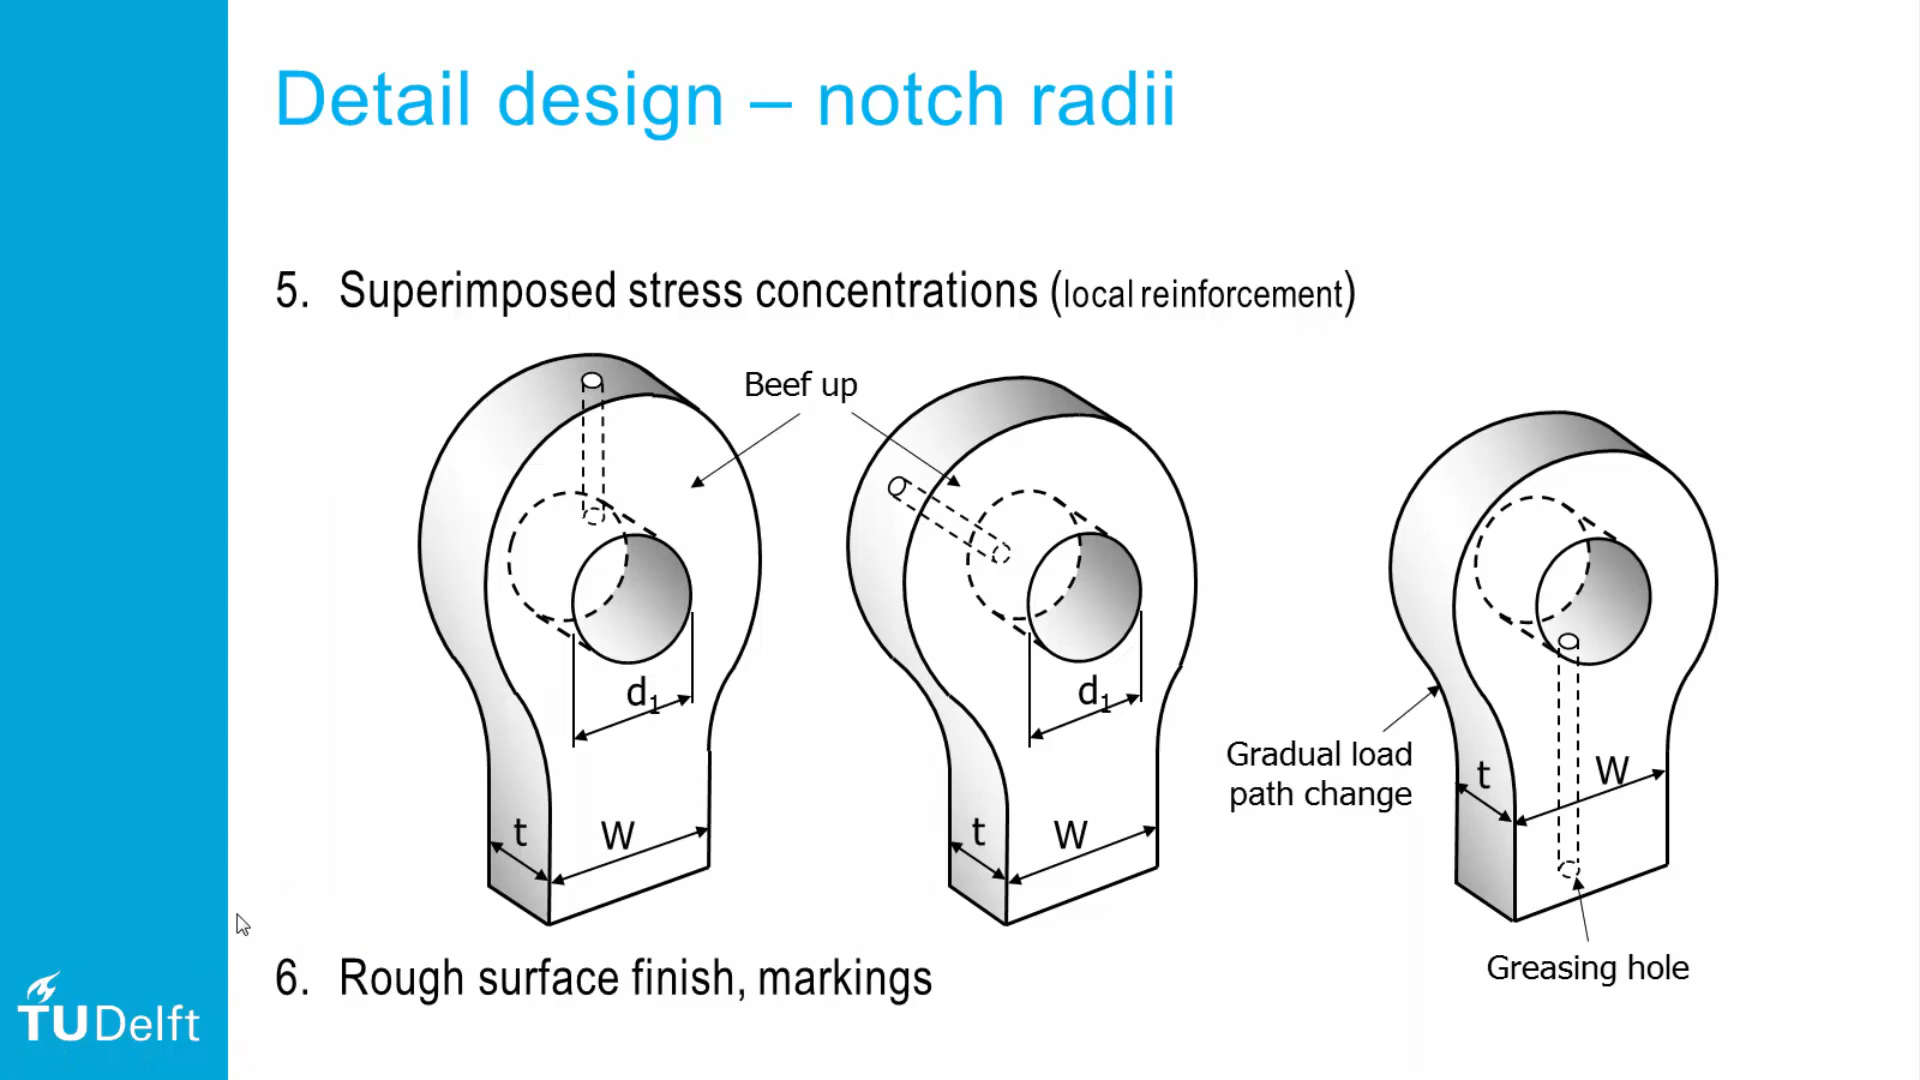 Detail design – notch radii
5. Superimposed stress concentrations (local reinforcement)
Beef up
d1
t
W
d1
t
W
Gradual load
path change
t
W
Greasing hole
6. Rough surface finish, markings
TUDelft